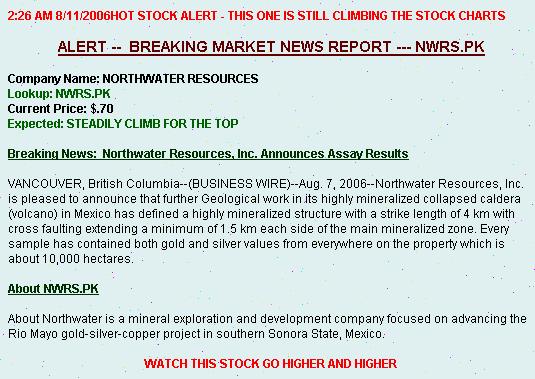 2:26 AM 8/11/2006HOT STOCK ALERT - THIS ONE IS STILL CLIMBING THE STOCK CHARTS
ALERT -- BREAKING MARKET NEWS REPORT --- NWRS.PK
Company Name: NORTHWATER RESOURCES
Lookup: NWRS.PK
Current Price: $.70
Expected: STEADILY CLIMB FOR THE TOP
Breaking News: Northwater Resources, Inc. Announces Assay Results
VANCOUVER, British Columbia--(BUSINESS WIRE)--Aug. 7, 2006--Northwater Resources, Inc.
is pleased to announce that further Geological work in its highly mineralized collapsed caldera
(volcano) in Mexico has defined a highly mineralized structure with a strike length of 4 km with
cross faulting extending a minimum of 1.5 km each side of the main mineralized zone. Every
sample has contained both gold and silver values from everywhere on the property which is
about 10,000 hectares.
About NWRS.PK
About Northwater is a mineral exploration and development company focused on advancing the
Rio Mayo gold-silver-copper project in southern Sonora State, Mexico.
WATCH THIS STOCK GO HIGHER AND HIGHER